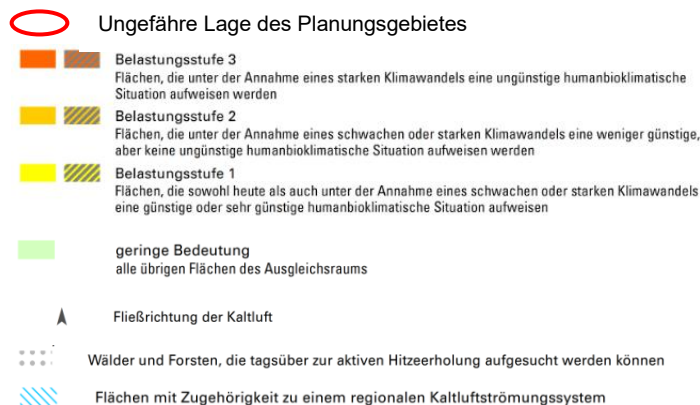 Ungefähre Lage des Planungsgebietes
Belastungsstufe 3
Flächen, die unter der Annahme eines starken Klimawandels eine ungünstige humanbioklimatische
Situation aufweisen werden
Belastungsstufe 2
Flächen, die unter der Annahme eines schwachen oder starken Klimawandels eine weniger günstige,
aber keine ungünstige humanbioklimatische Situation aufweisen werden
Belastungsstufe 1
Flächen, die sowohl heute als auch unter der Annahme eines schwachen oder starken Klimawandels
eine günstige oder sehr günstige humanbioklimatische Situation aufweisen
geringe Bedeutung
alle übrigen Flächen des Ausgleichsraums
Fließrichtung der Kaltluft
Wälder und Forsten, die tagsüber zur aktiven Hitzeerholung aufgesucht werden können
Flächen mit Zugehörigkeit zu einem regionalen Kaltluftströmungssystem